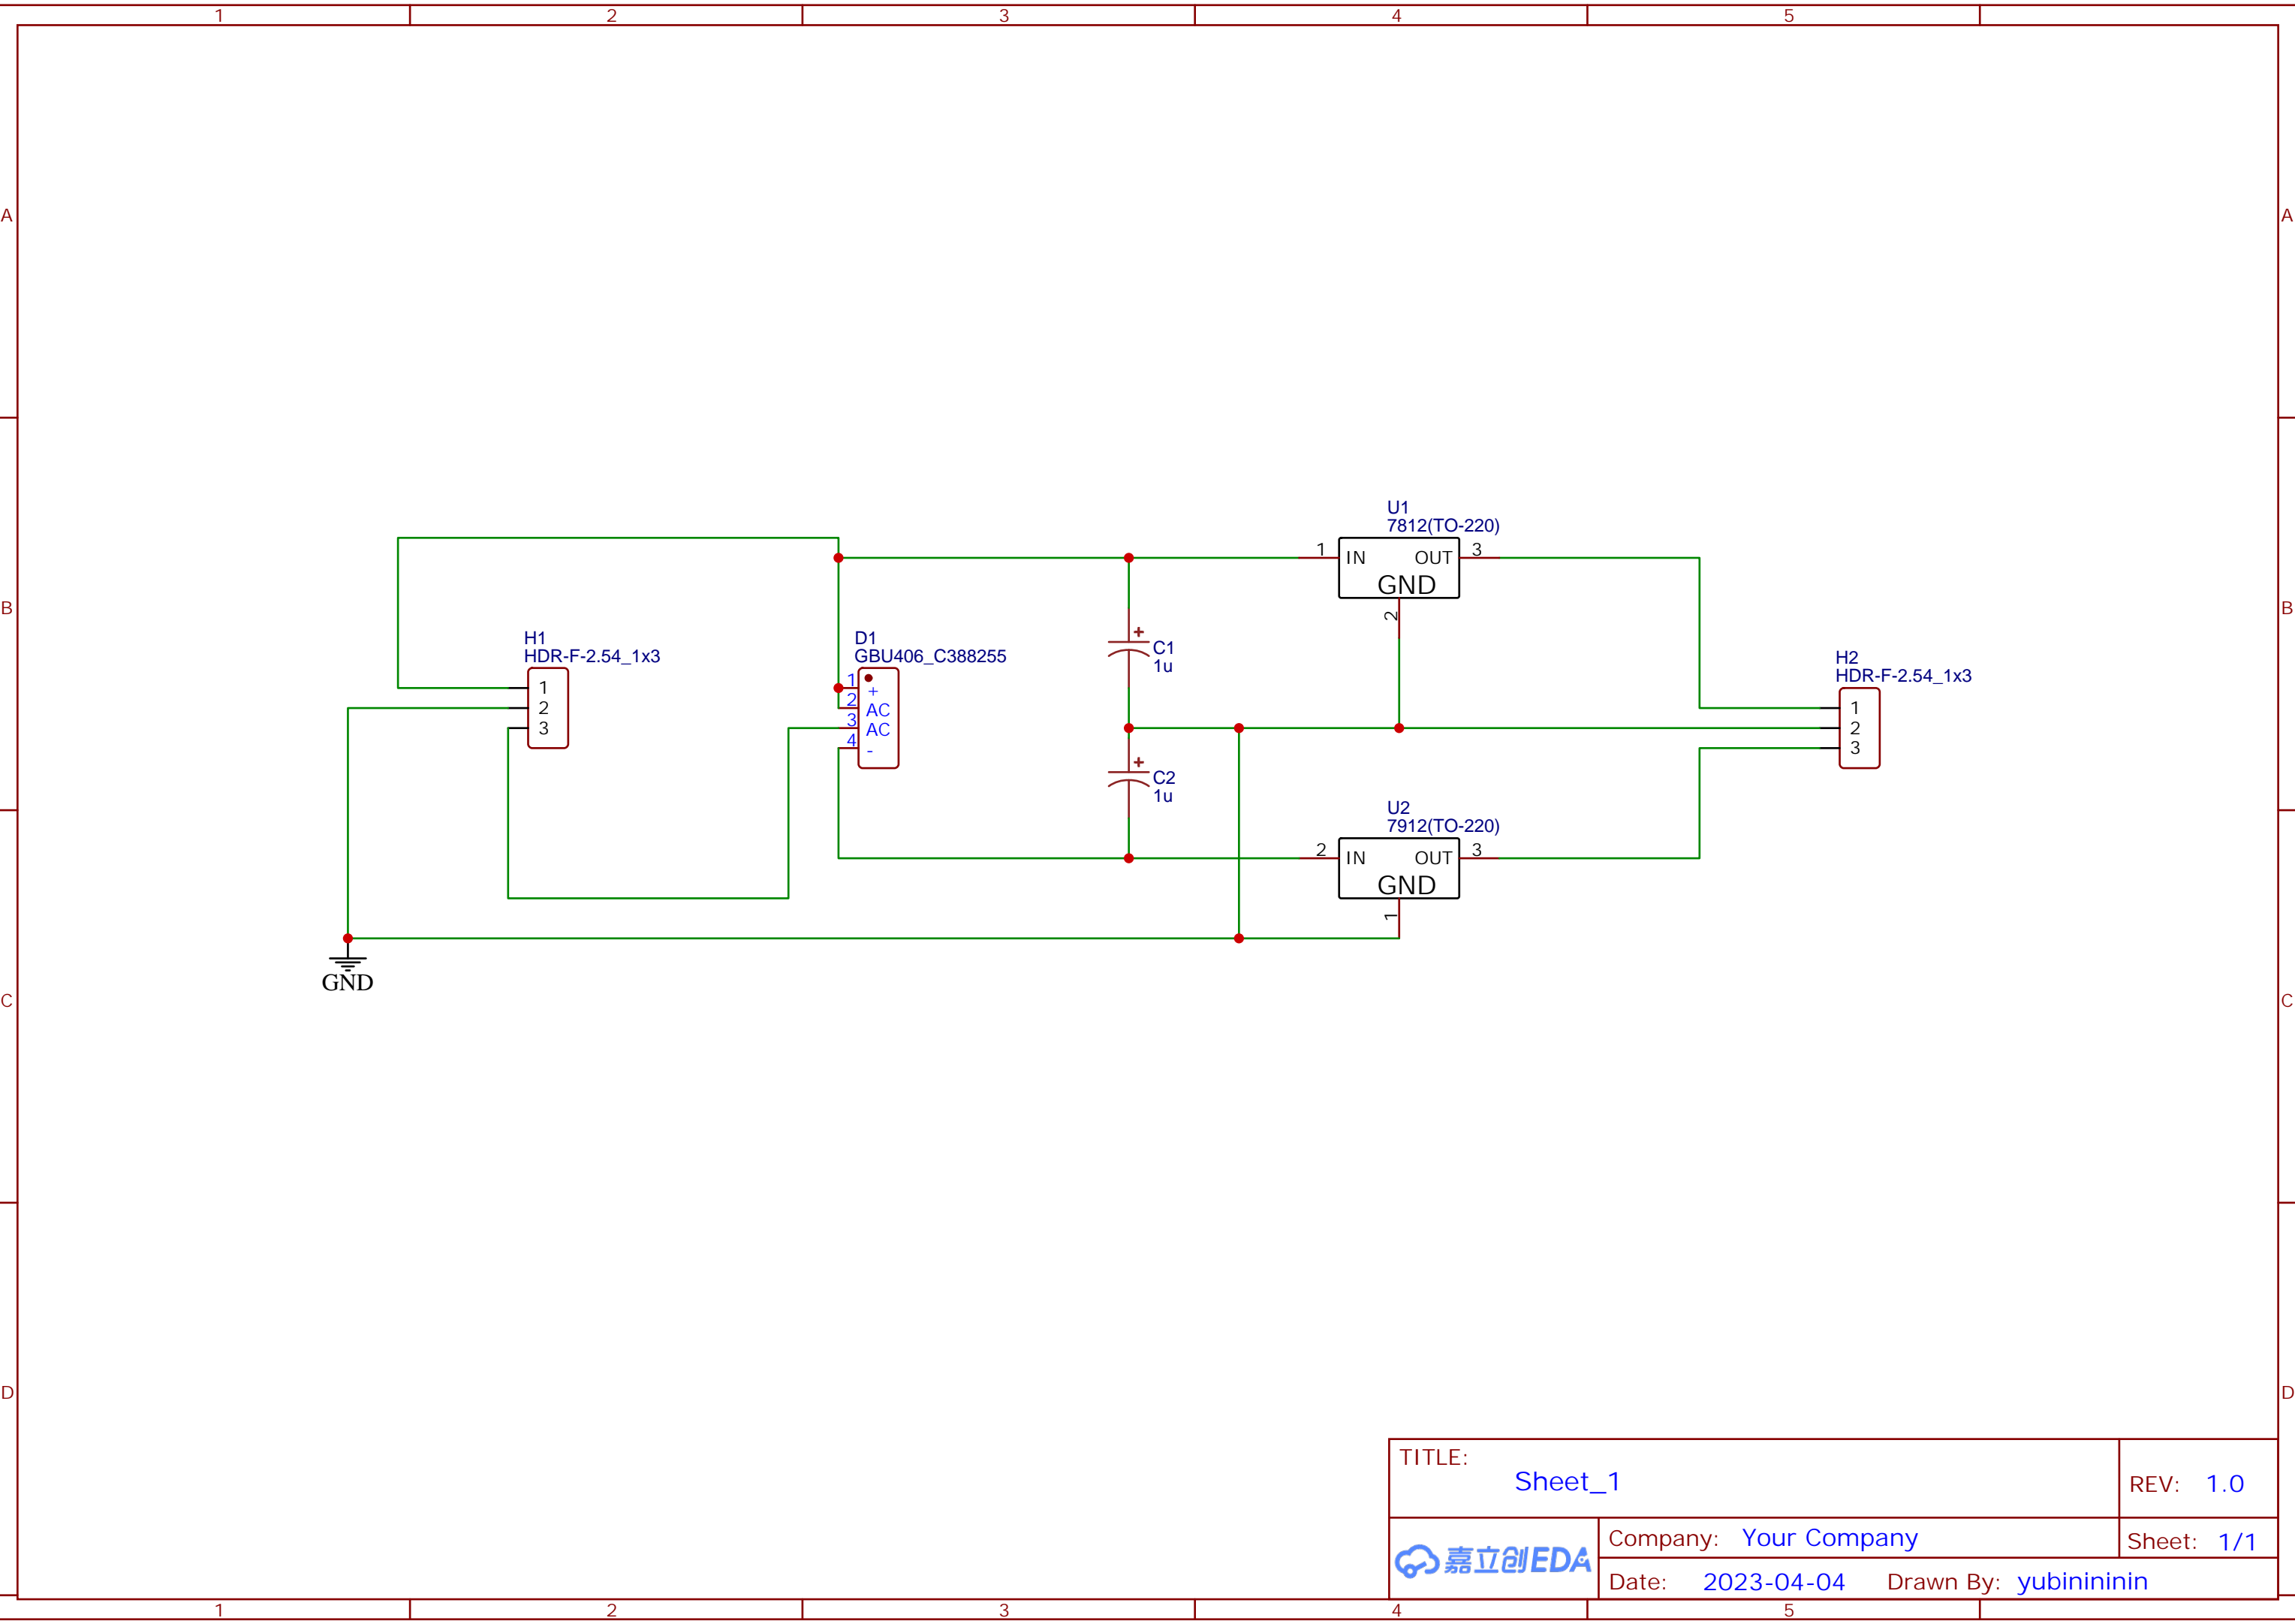 1 2 3 4 5
A A
U1
7812(TO-220)
1 IN OUT 3
GND
2
B B
H1
HDR-F-2.54_1x3
1
2
3
D1
GBU406_C388255
1 +
2 AC
3 AC
4 -
+ C1
1u
+ C2
1u
H2
HDR-F-2.54_1x3
1
2
3
U2
7912(TO-220)
2 IN OUT 3
GND
1
GND
C C
D D
TITLE:
Sheet_1
REV: 1.0
嘉立创EDA
Company: Your Company
Sheet: 1/1
Date: 2023-04-04 Drawn By: yubinininin
1 2 3 4 5